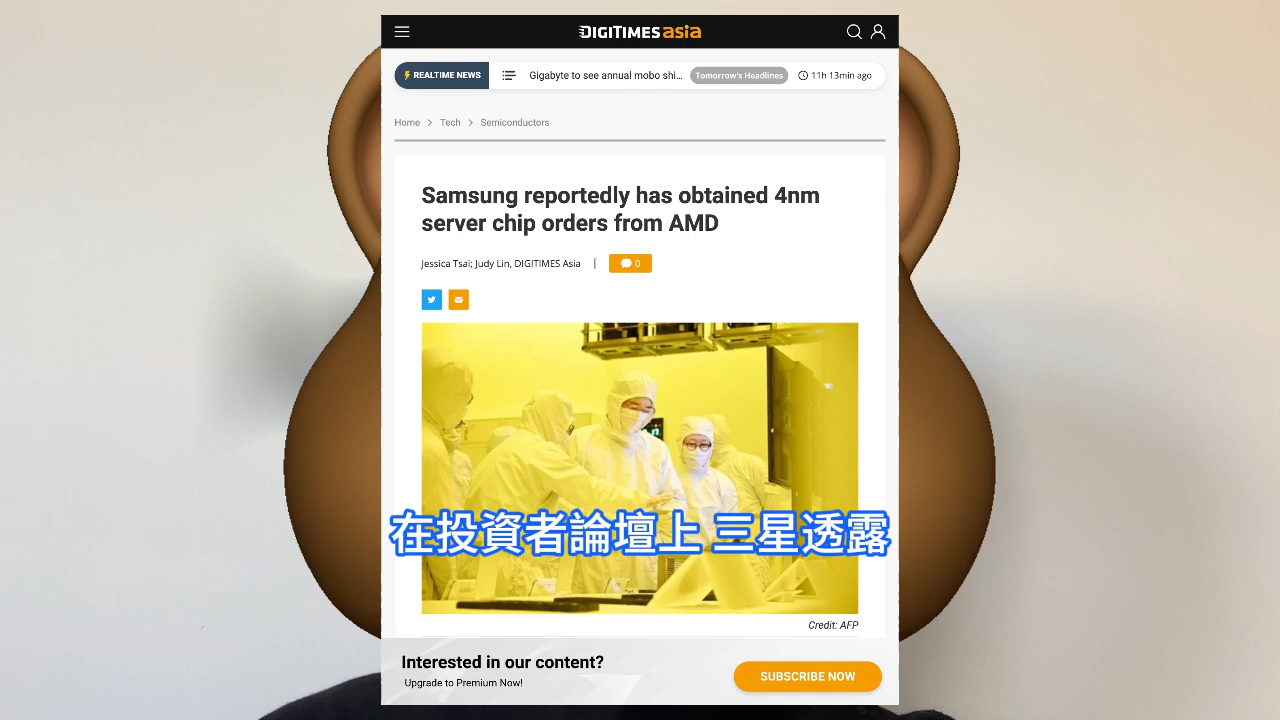 DIGITIMES asia
REALTIME NEWS
Gigabyte to see annual mobo shi...
Tomorrow's Headlines
11h 13min ago
Home > Tech > Semiconductors
Samsung reportedly has obtained 4nm
server chip orders from AMD
Jessica Tsai; Judy Lin, DIGITIMES Asia
0
在投資者論壇上 三星透露
Credit: AFP
Interested in our content?
Upgrade to Premium Now!
SUBSCRIBE NOW